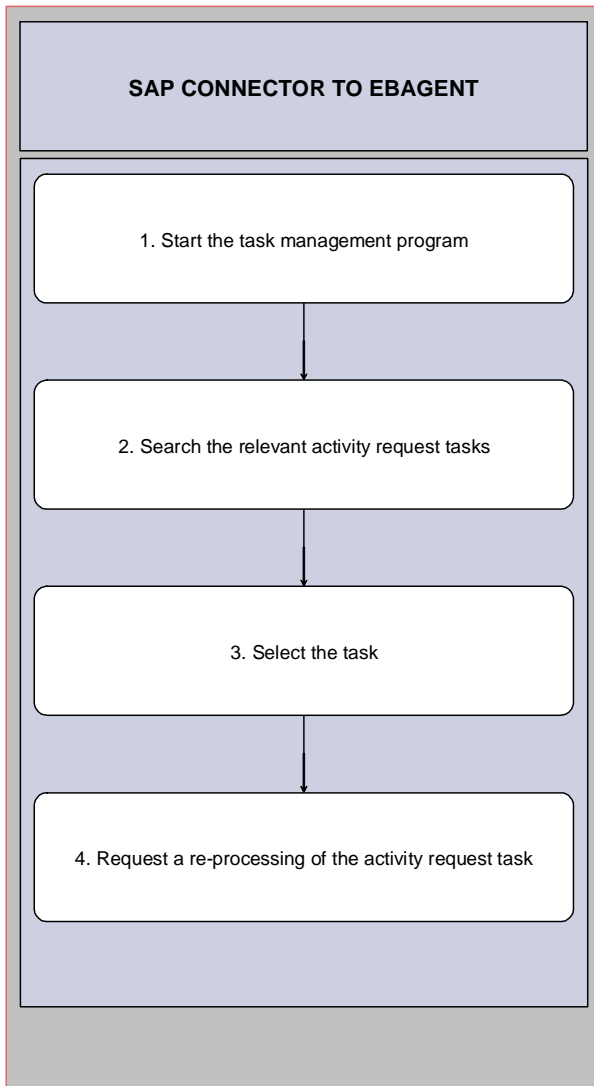 SAP CONNECTOR TO EBAGENT
1. Start the task management program
2. Search the relevant activity request tasks
3. Select the task
4. Request a re-processing of the activity request task